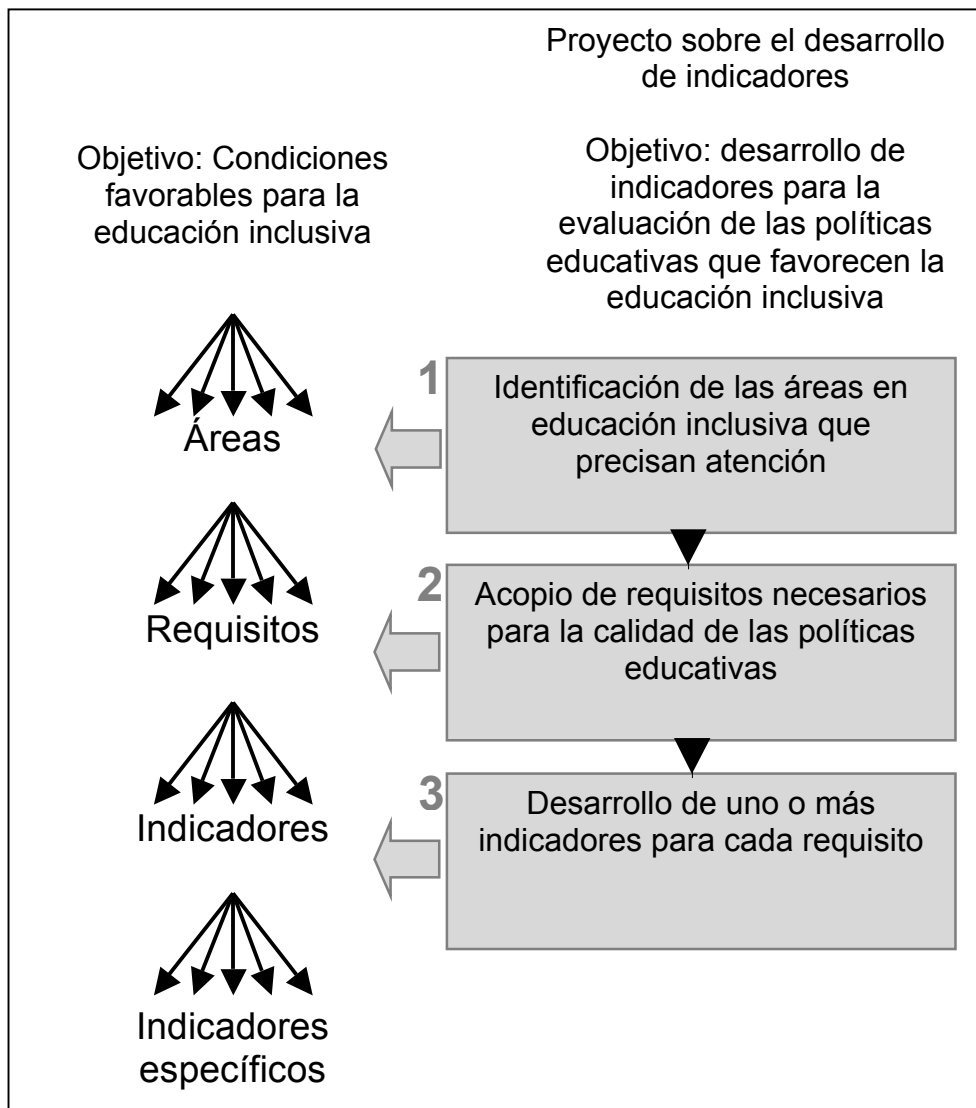 Proyecto sobre el desarrollo
de indicadores
Objetivo: Condiciones
favorables para la
educación inclusiva
Objetivo: desarrollo de
indicadores para la
evaluación de las políticas
educativas que favorecen la
educación inclusiva
Áreas
1
Identificación de las áreas en
educación inclusiva que
precisan atención
Requisitos
2
Acopio de requisitos necesarios
para la calidad de las políticas
educativas
Indicadores
3
Desarrollo de uno o más
indicadores para cada requisito
Indicadores
específicos